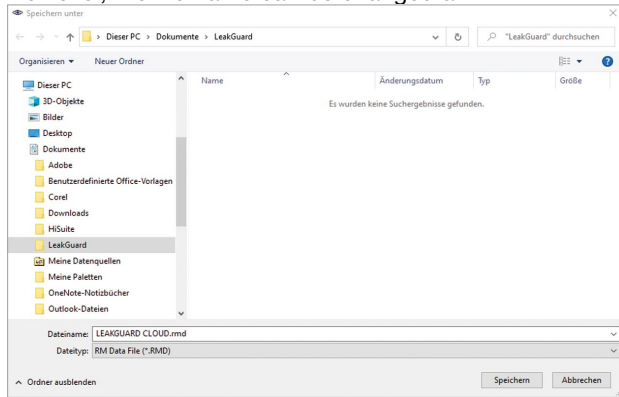 Speichern unter
Dieser PC > Dokumente > LeakGuard
"LeakGuard" durchsuchen
Organisieren
Neuer Ordner
Name
Änderungsdatum
Typ
Größe
Es wurden keine Suchergebnisse gefunden.
Dieser PC
3D-Objekte
Bilder
Desktop
Dokumente
Adobe
Benutzerdefinierte Office-Vorlagen
Corel
Downloads
HiSuite
LeakGuard
Meine Datenquellen
Meine Paletten
OneNote-Notizbücher
Outlook-Dateien
Dateiname: LEAKGUARD CLOUD.rmd
Dateityp: RM Data File (*.RMD)
Ordner ausblenden
Speichern
Abbrechen